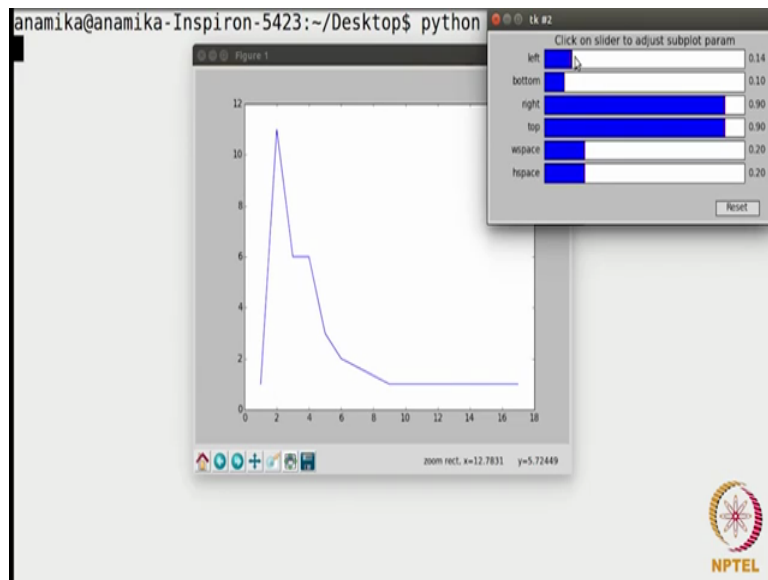 anamika@anamika-Inspiron-5423:~/Desktop$ python
tk #2
Click on slider to adjust subplot param
left 0.14
bottom 0.10
right 0.90
top 0.90
wspace 0.20
hspace 0.20
Reset
Figure 1
12
10
8
6
4
2
0
0 2 4 6 8 10 12 14 16 18
zoom rect, x=12.7831 y=5.72449
NPTEL